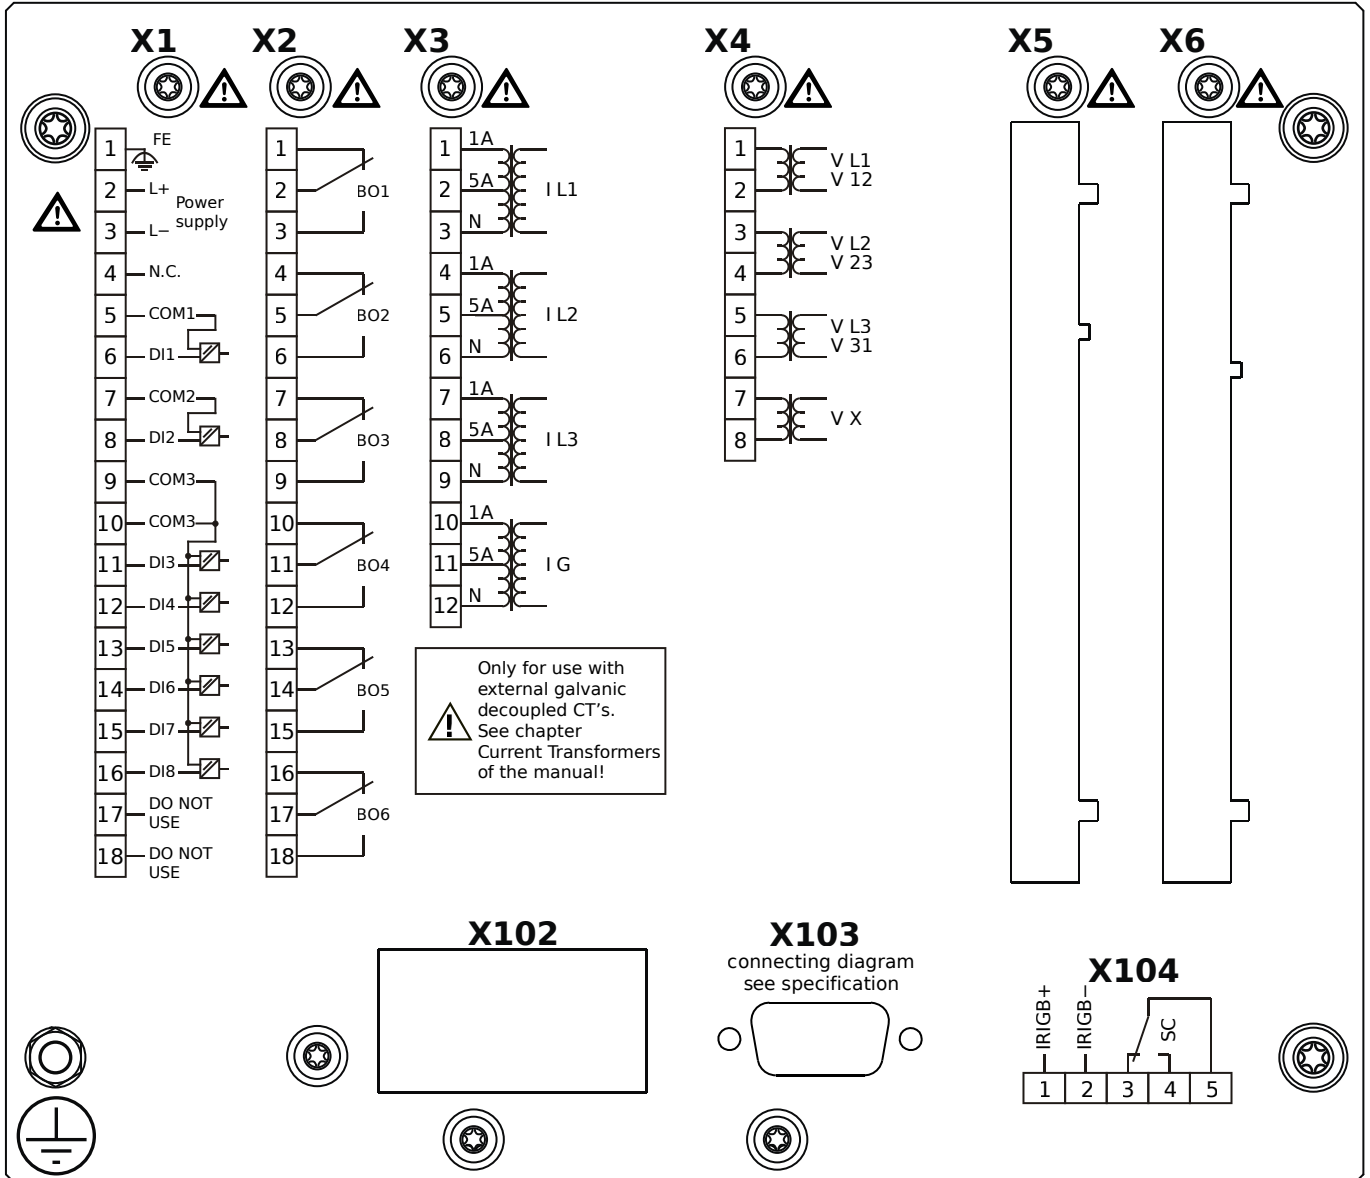 X1
X2
X3
X4
X5
X6
1
FE
2
L+
Power
supply
3
L−
4
N.C.
5
COM1
6
DI1
7
COM2
8
DI2
9
COM3
10
COM3
11
DI3
12
DI4
13
DI5
14
DI6
15
DI7
16
DI8
17
DO NOT
USE
18
DO NOT
USE
1
2
BO1
3
4
5
BO2
6
7
8
BO3
9
10
11
BO4
12
13
14
BO5
15
16
17
BO6
18
1
1A
2
5A
I L1
3
N
4
1A
5
5A
I L2
6
N
7
1A
8
5A
I L3
9
N
10
1A
11
5A
I G
12
N
Only for use with
external galvanic
decoupled CT's.
See chapter
Current Transformers
of the manual!
1
2
V L1
V 12
3
4
V L2
V 23
5
6
V L3
V 31
7
8
V X
X102
X103
connecting diagram
see specification
X104
IRIGB+
IRIGB−
SC
1 2 3 4 5